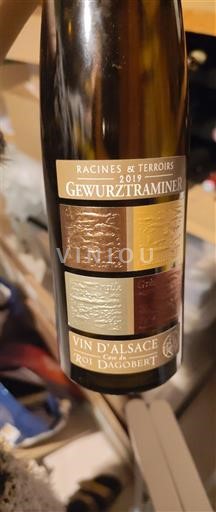 RACINES & TERROIRS
2019
GEWURZTRAMINER
VINIOU
VIN D'ALSACE
Cave du
ROI DAGOBERT